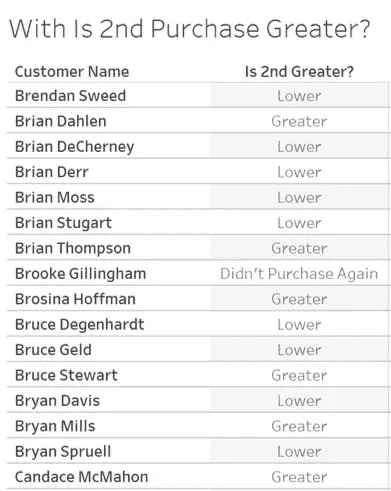 With Is 2nd Purchase Greater?
Customer Name Is 2nd Greater?
Brendan Sweed Lower
Brian Dahlen Greater
Brian DeCherney Lower
Brian Derr Lower
Brian Moss Lower
Brian Stugart Lower
Brian Thompson Greater
Brooke Gillingham Didn't Purchase Again
Brosina Hoffman Greater
Bruce Degenhardt Lower
Bruce Geld Lower
Bruce Stewart Greater
Bryan Davis Lower
Bryan Mills Greater
Bryan Spruell Lower
Candace McMahon Greater